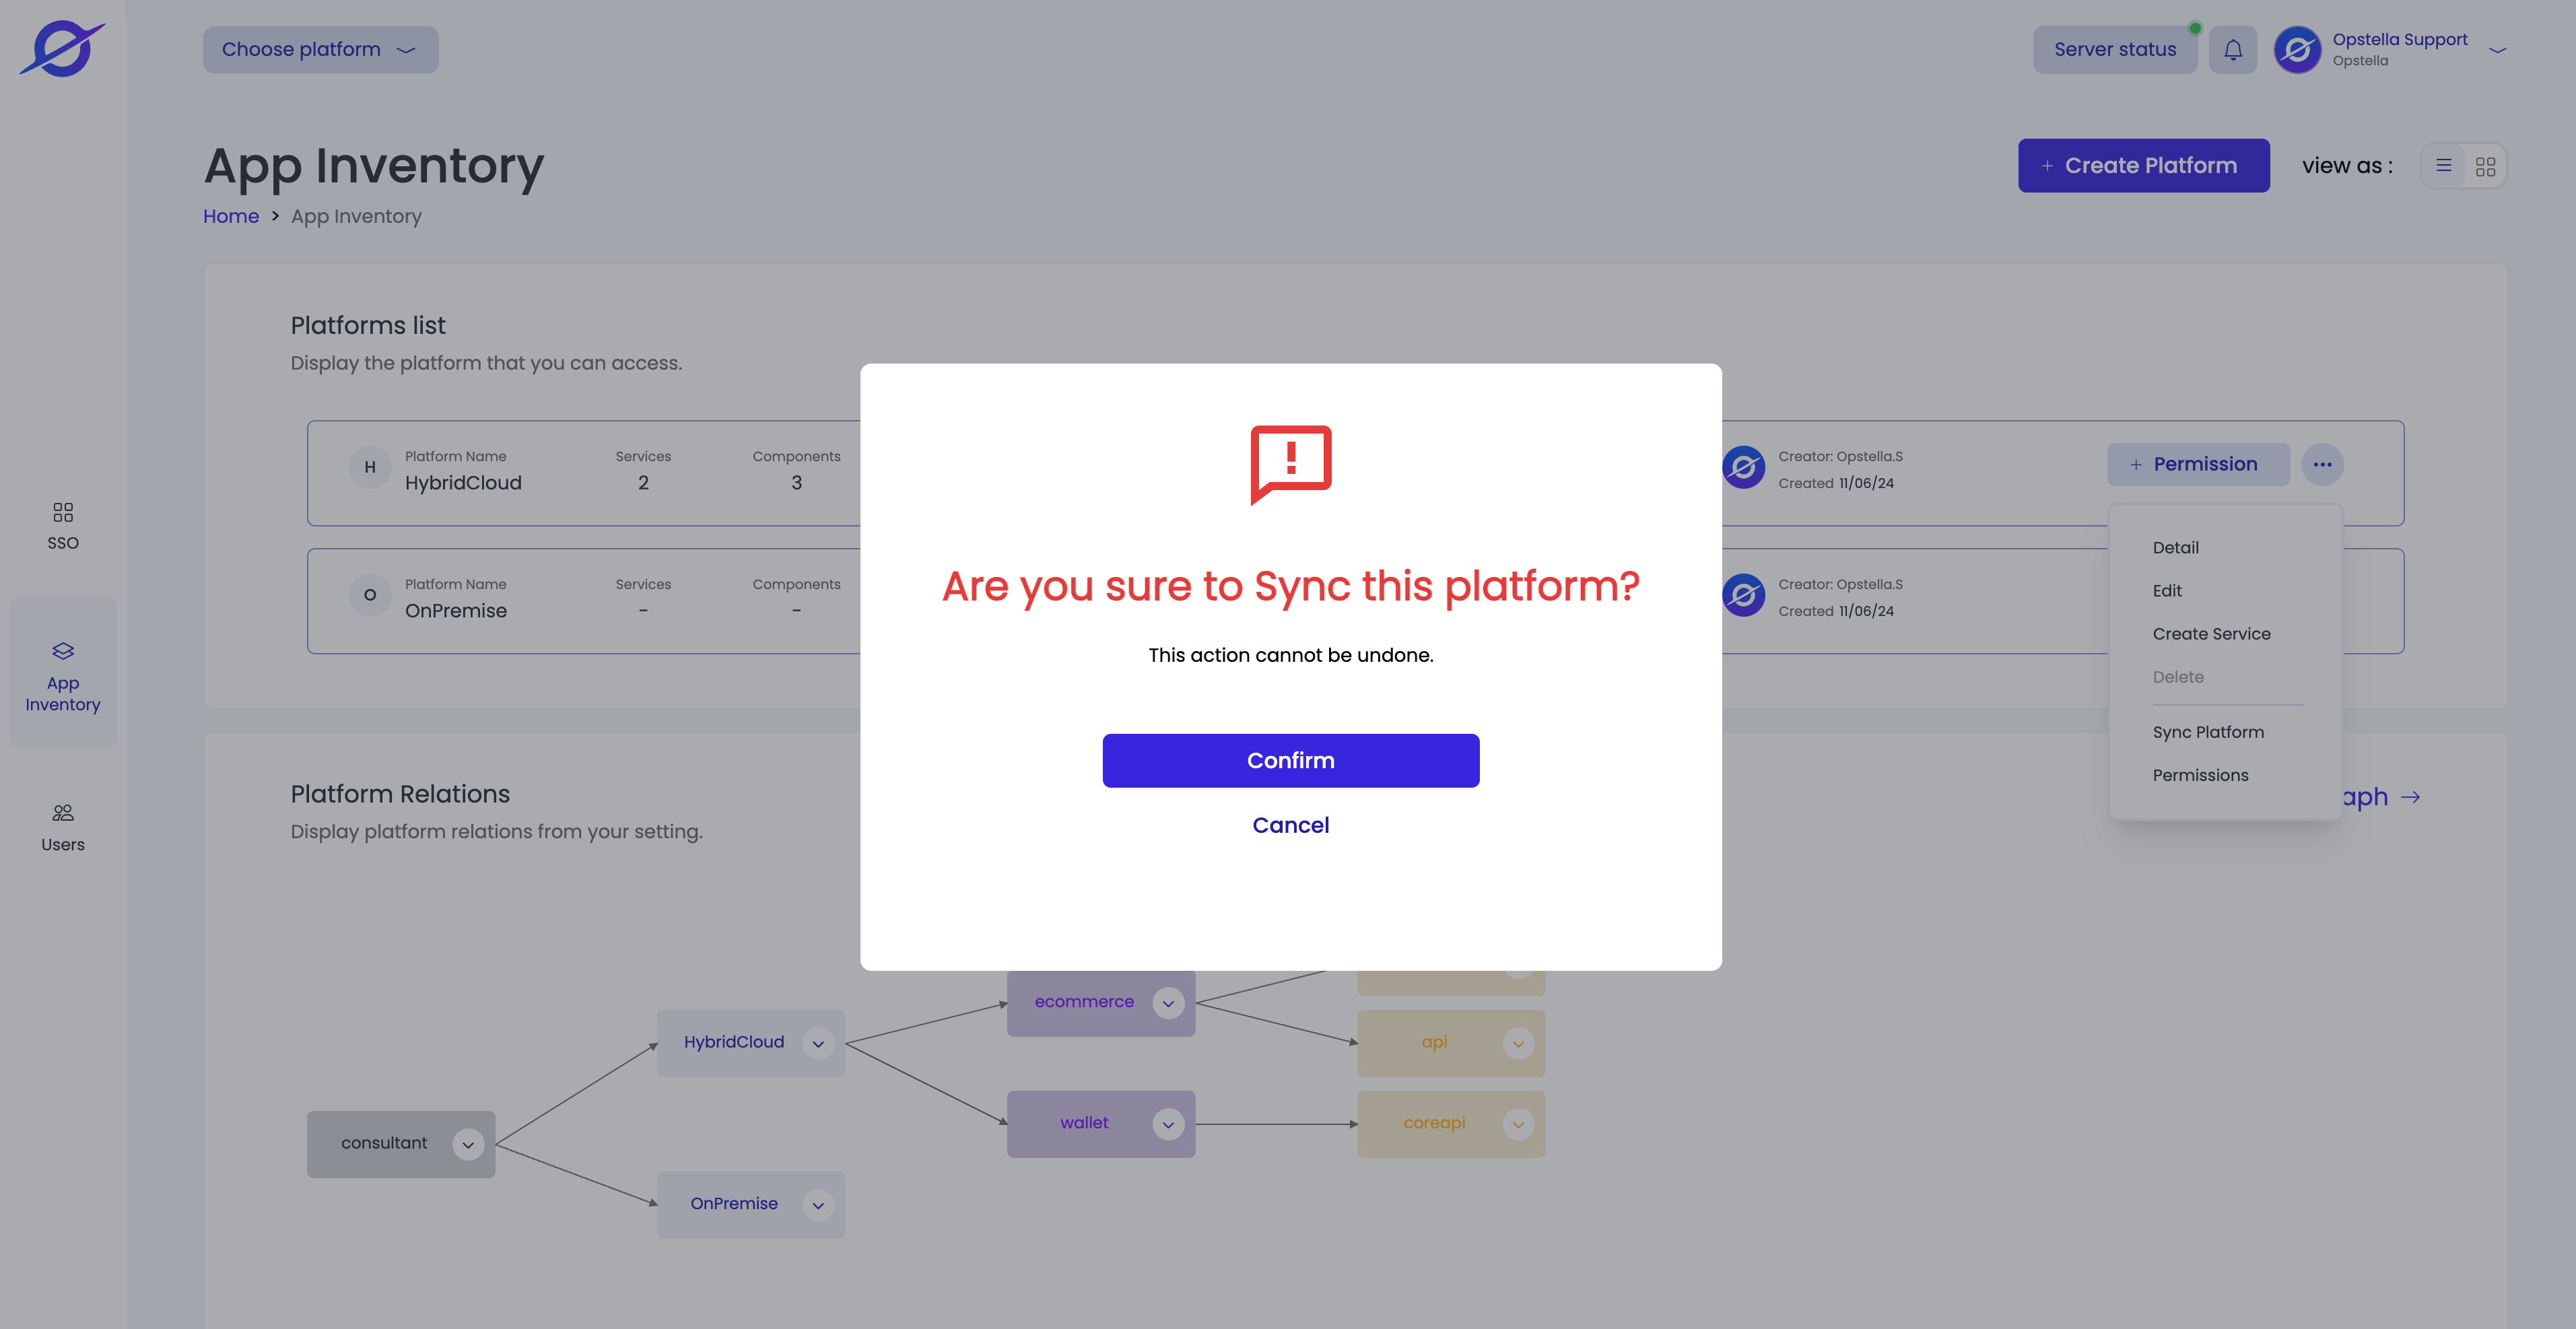 Choose platform
Server status
Opstella Support
Opstella
App Inventory
Create Platform
view as :
Home > App Inventory
Platforms list
Display the platform that you can access.
H
Platform Name
HybridCloud
Services
2
Components
3
Creator: Opstella.S
Created 11/06/24
Permission
O
Platform Name
OnPremise
Services
-
Components
-
Creator: Opstella.S
Created 11/06/24
Detail
Edit
Create Service
Delete
Sync Platform
Permissions
Are you sure to Sync this platform?
This action cannot be undone.
Confirm
Cancel
SSO
App
Inventory
Users
Platform Relations
Display platform relations from your setting.
consultant
HybridCloud
OnPremise
ecommerce
wallet
api
coreapi